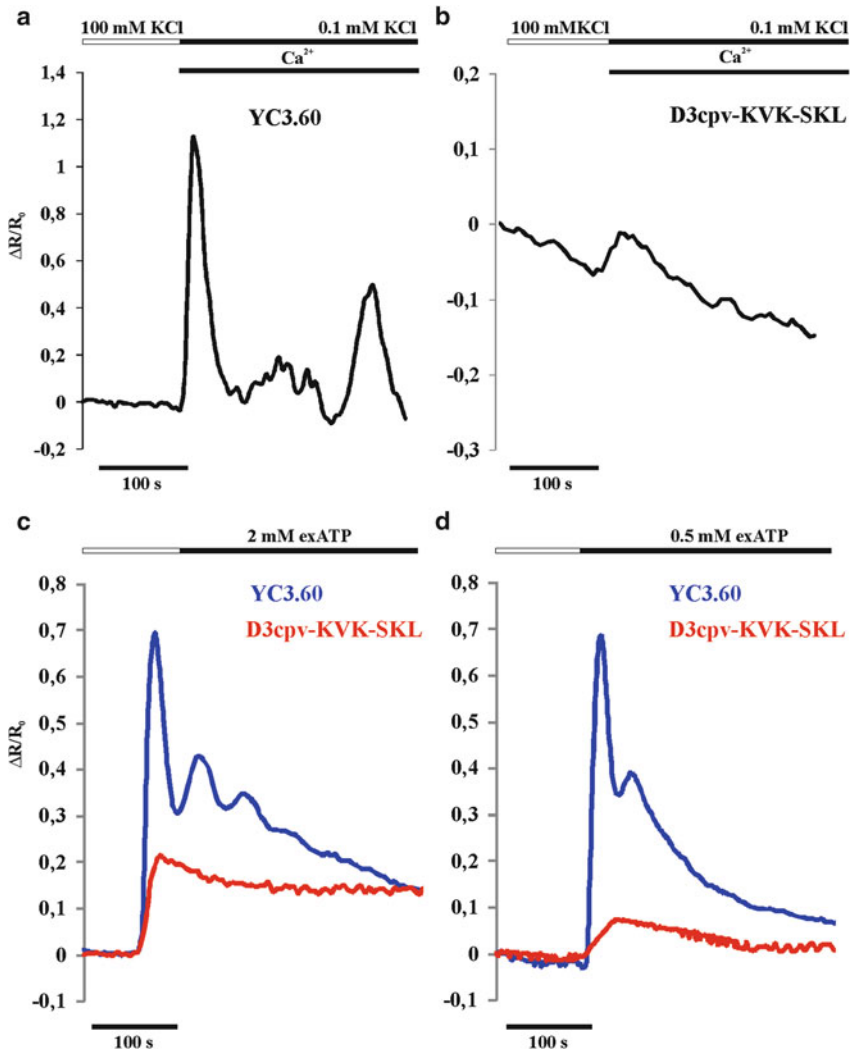 a
100 mM KCl 0.1 mM KCl
Ca²⁺
YC3.60
1,4
1,2
1
0,8
0,6
0,4
0,2
0
-0,2
ΔR/R₀
100 s
b
100 mMKCl 0.1 mM KCl
Ca²⁺
D3cpv-KVK-SKL
0,2
0,1
0
-0,1
-0,2
-0,3
100 s
c
2 mM exATP
YC3.60
D3cpv-KVK-SKL
0,8
0,7
0,6
0,5
0,4
0,3
0,2
0,1
0
-0,1
ΔR/R₀
100 s
d
0.5 mM exATP
YC3.60
D3cpv-KVK-SKL
0,8
0,7
0,6
0,5
0,4
0,3
0,2
0,1
0
-0,1
100 s